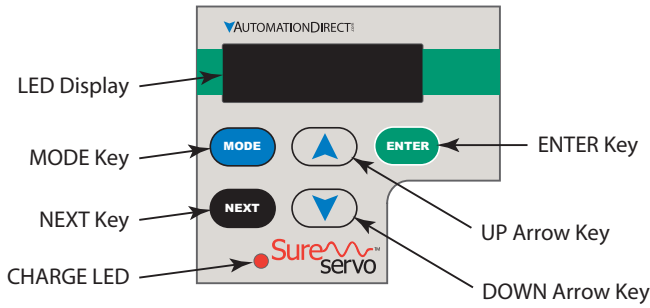 AUTOMATIONDIRECT
LED Display
MODE Key
MODE
ENTER
ENTER Key
NEXT Key
NEXT
UP Arrow Key
CHARGE LED
Sure™
servo
DOWN Arrow Key